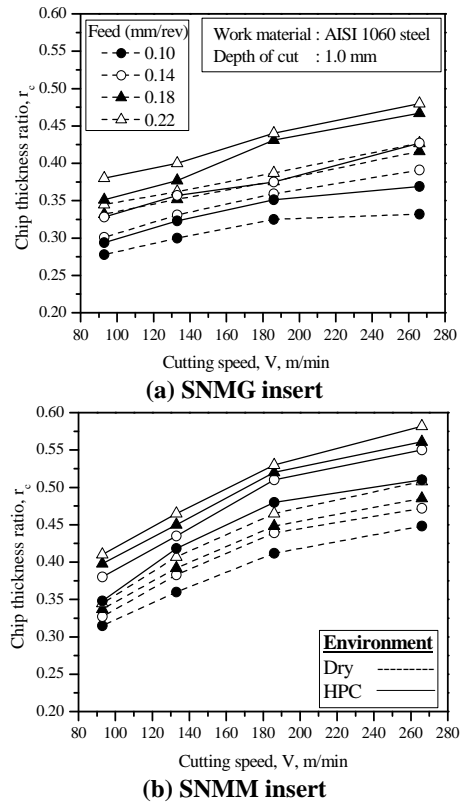 Feed (mm/rev)
0.10
0.14
0.18
0.22
Work material : AISI 1060 steel
Depth of cut : 1.0 mm
Chip thickness ratio, r_c
0.60
0.55
0.50
0.45
0.40
0.35
0.30
0.25
0.20
80 100 120 140 160 180 200 220 240 260 280
Cutting speed, V, m/min
(a) SNMG insert
Chip thickness ratio, r_c
0.60
0.55
0.50
0.45
0.40
0.35
0.30
0.25
0.20
Environment
Dry
HPC
80 100 120 140 160 180 200 220 240 260 280
Cutting speed, V, m/min
(b) SNMM insert